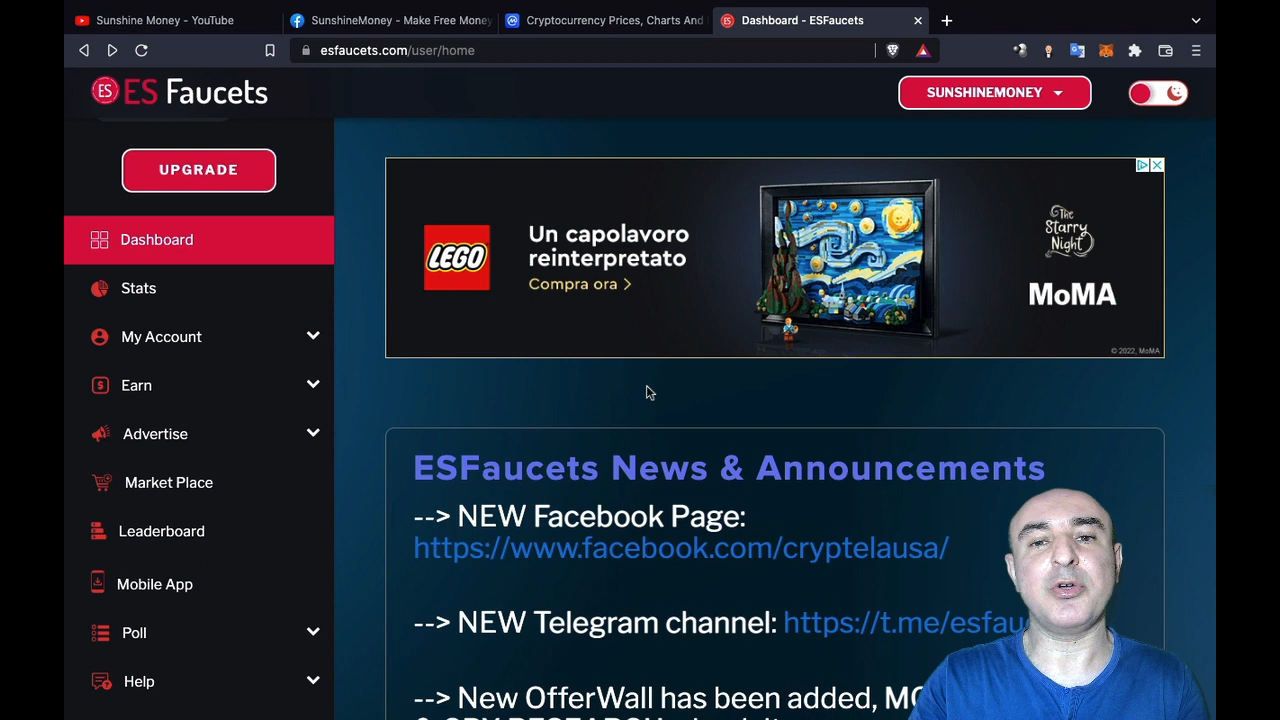 Sunshine Money - YouTube
SunshineMoney - Make Free Money
Cryptocurrency Prices, Charts And
Dashboard - ESFaucets
esfaucets.com/user/home
ES ES Faucets
SUNSHINEMONEY
UPGRADE
Dashboard
Stats
My Account
Earn
Advertise
Market Place
Leaderboard
Mobile App
Poll
Help
LEGO
Un capolavoro
reinterpretato
Compra ora >
The
Starry
Night
MoMA
© 2022, MoMA
ESFaucets News & Announcements
--> NEW Facebook Page:
https://www.facebook.com/cryptelausa/
--> NEW Telegram channel: https://t.me/esfau
--> New OfferWall has been added,